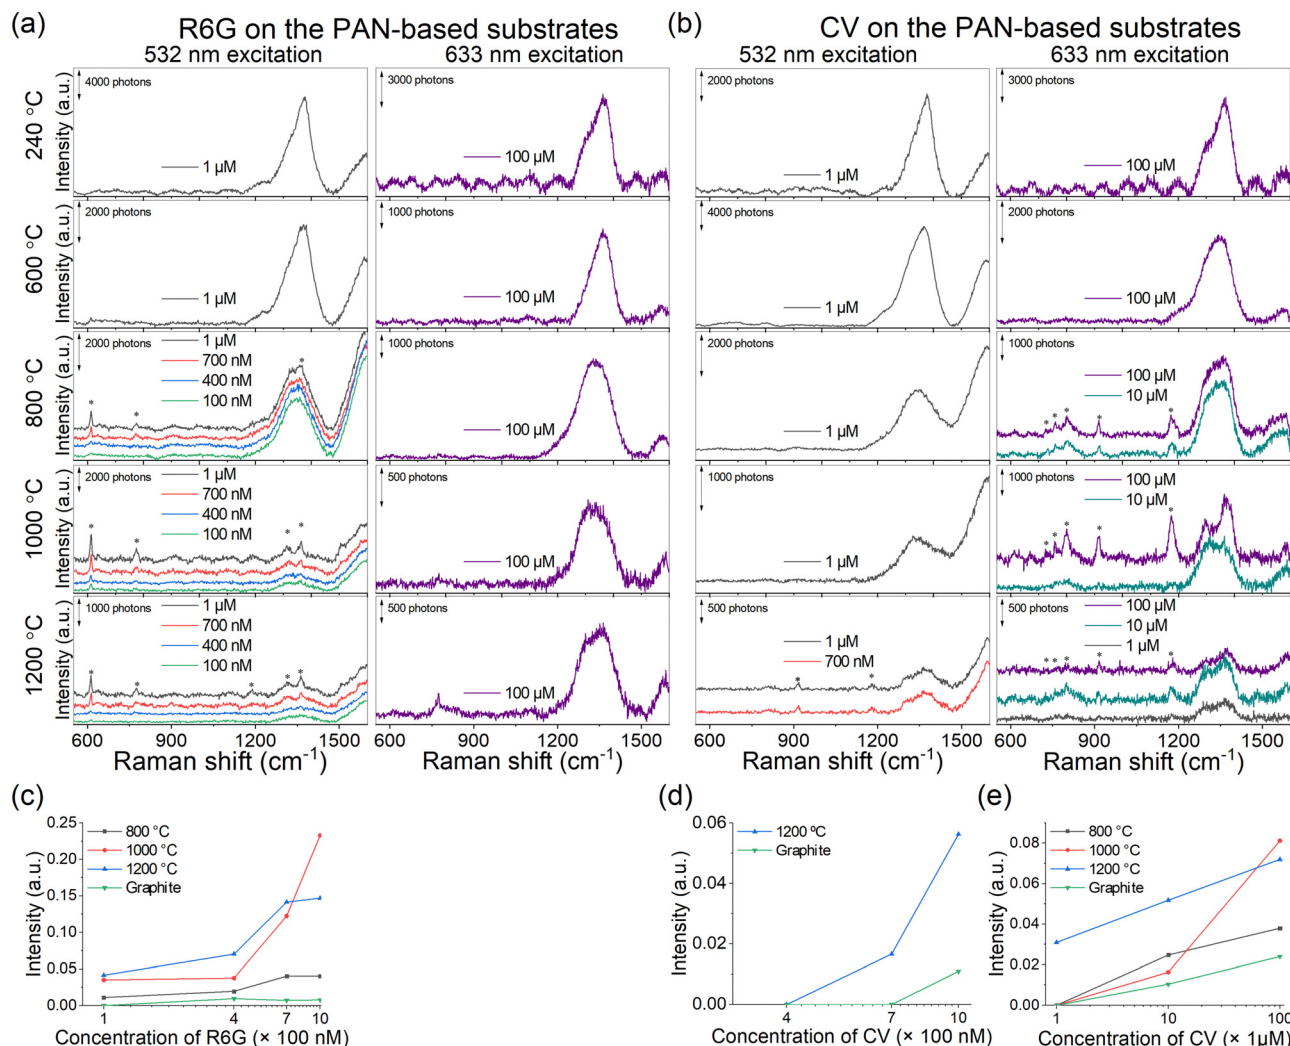 (a) R6G on the PAN-based substrates (b) CV on the PAN-based substrates
532 nm excitation 633 nm excitation 532 nm excitation 633 nm excitation
240 °C
Intensity (a.u.)
4000 photons
1 µM
3000 photons
100 µM
2000 photons
1 µM
3000 photons
100 µM
600 °C
Intensity (a.u.)
2000 photons
1 µM
1000 photons
100 µM
4000 photons
1 µM
2000 photons
100 µM
800 °C
Intensity (a.u.)
2000 photons
1 µM
700 nM
400 nM
100 nM
* * *
1000 photons
100 µM
2000 photons
1 µM
1000 photons
100 µM
10 µM
* * * * *
1000 °C
Intensity (a.u.)
2000 photons
1 µM
700 nM
400 nM
100 nM
* * * *
500 photons
100 µM
1000 photons
1 µM
1000 photons
100 µM
10 µM
* * * * *
1200 °C
Intensity (a.u.)
1000 photons
1 µM
700 nM
400 nM
100 nM
* * * * *
500 photons
100 µM
500 photons
1 µM
700 nM
* *
500 photons
100 µM
10 µM
1 µM
* * * * *
600 900 1200 1500 600 900 1200 1500 600 900 1200 1500 600 900 1200 1500
Raman shift (cm⁻¹) Raman shift (cm⁻¹) Raman shift (cm⁻¹) Raman shift (cm⁻¹)
(c)
Intensity (a.u.)
0.25
0.20
0.15
0.10
0.05
0.00
800 °C
1000 °C
1200 °C
Graphite
1 4 7 10
Concentration of R6G (× 100 nM)
(d)
Intensity (a.u.)
0.06
0.04
0.02
0.00
1200 ºC
Graphite
4 7 10
Concentration of CV (× 100 nM)
(e)
Intensity (a.u.)
0.08
0.06
0.04
0.02
0.00
800 °C
1000 °C
1200 °C
Graphite
1 10 100
Concentration of CV (× 1µM)